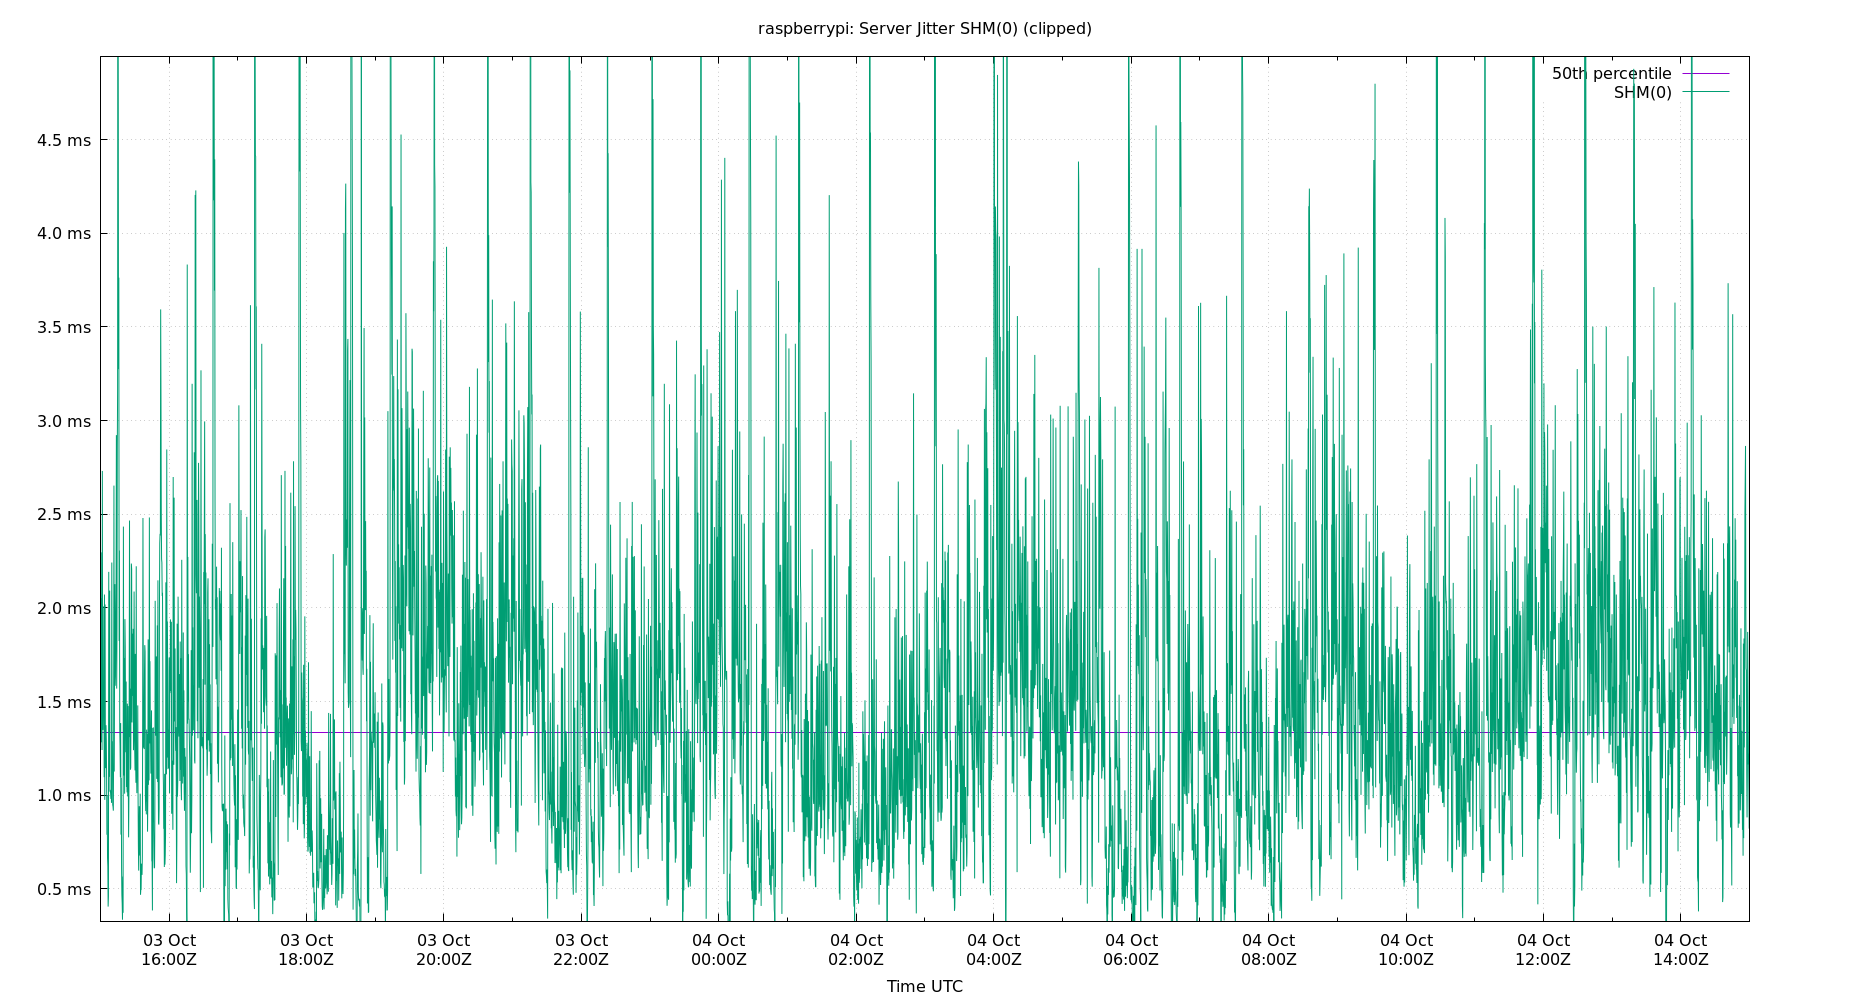 raspberrypi: Server Jitter SHM(0) (clipped)
50th percentile
SHM(0)
4.5 ms
4.0 ms
3.5 ms
3.0 ms
2.5 ms
2.0 ms
1.5 ms
1.0 ms
0.5 ms
03 Oct 03 Oct 03 Oct 03 Oct 04 Oct 04 Oct 04 Oct 04 Oct 04 Oct 04 Oct 04 Oct 04 Oct
16:00Z 18:00Z 20:00Z 22:00Z 00:00Z 02:00Z 04:00Z 06:00Z 08:00Z 10:00Z 12:00Z 14:00Z
Time UTC